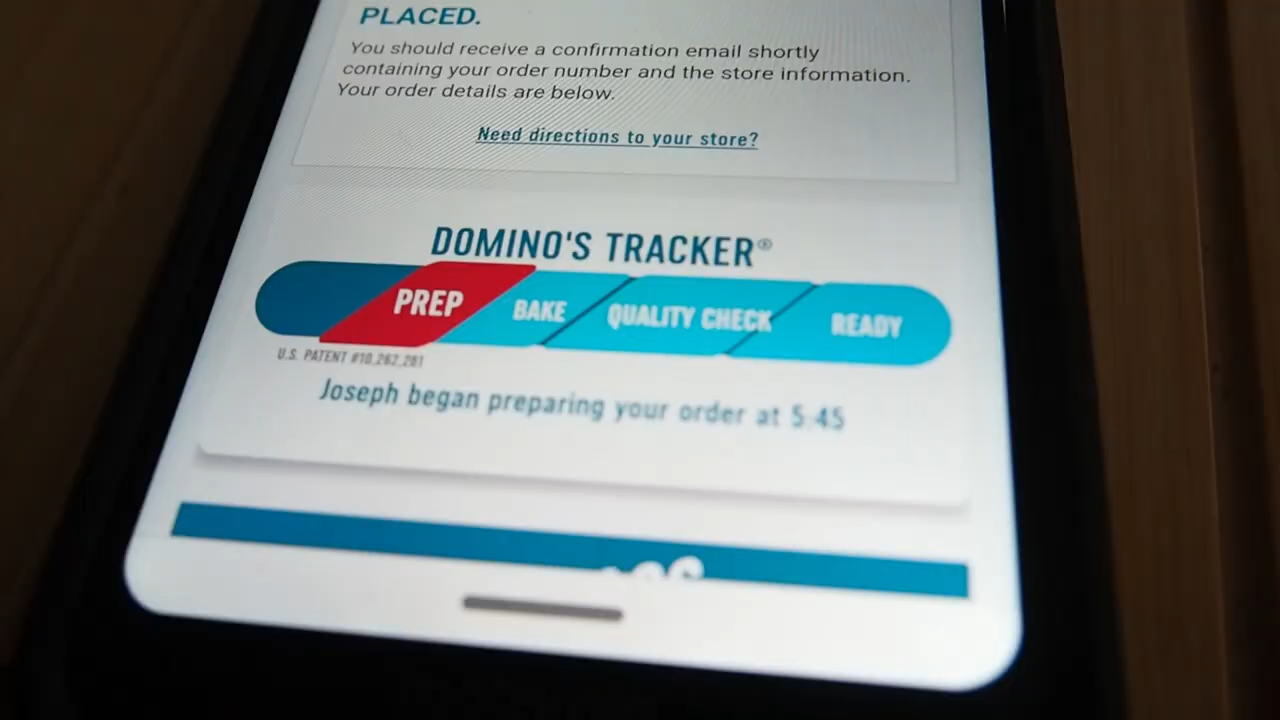 PLACED.
You should receive a confirmation email shortly
containing your order number and the store information.
Your order details are below.
Need directions to your store?
DOMINO'S TRACKER®
PREP BAKE QUALITY CHECK READY
U.S. PATENT #10,262,281
Joseph began preparing your order at 5:45